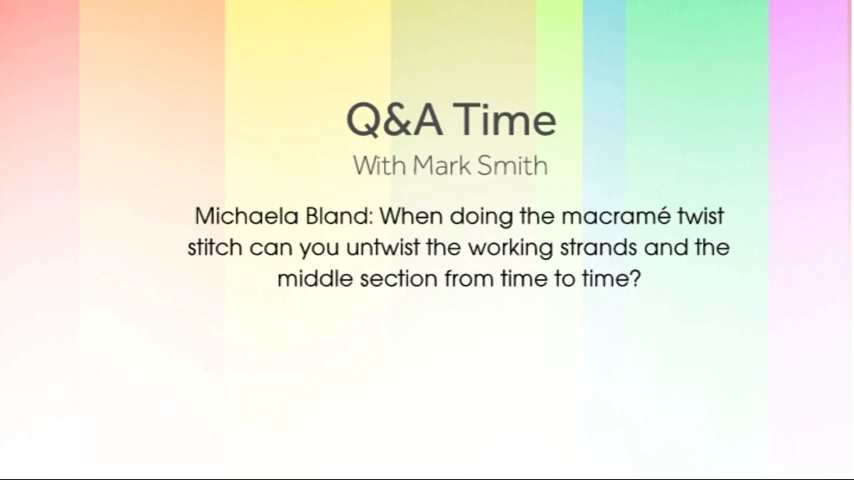 Q&A Time
With Mark Smith
Michaela Bland: When doing the macramé twist
stitch can you untwist the working strands and the
middle section from time to time?